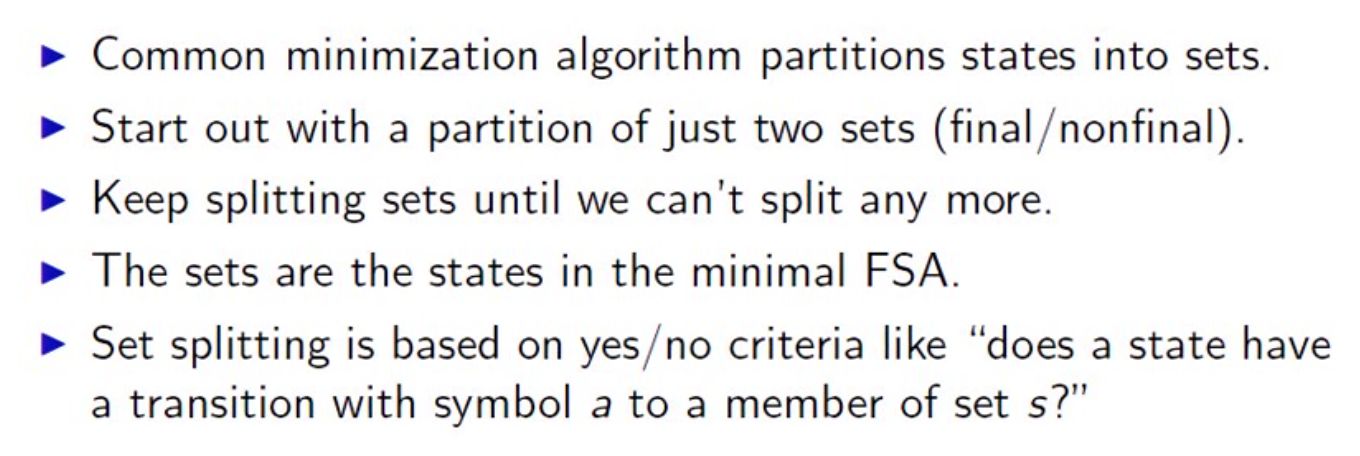 ▶ Common minimization algorithm partitions states into sets.
▶ Start out with a partition of just two sets (final/nonfinal).
▶ Keep splitting sets until we can't split any more.
▶ The sets are the states in the minimal FSA.
▶ Set splitting is based on yes/no criteria like “does a state have
a transition with symbol a to a member of set s?”